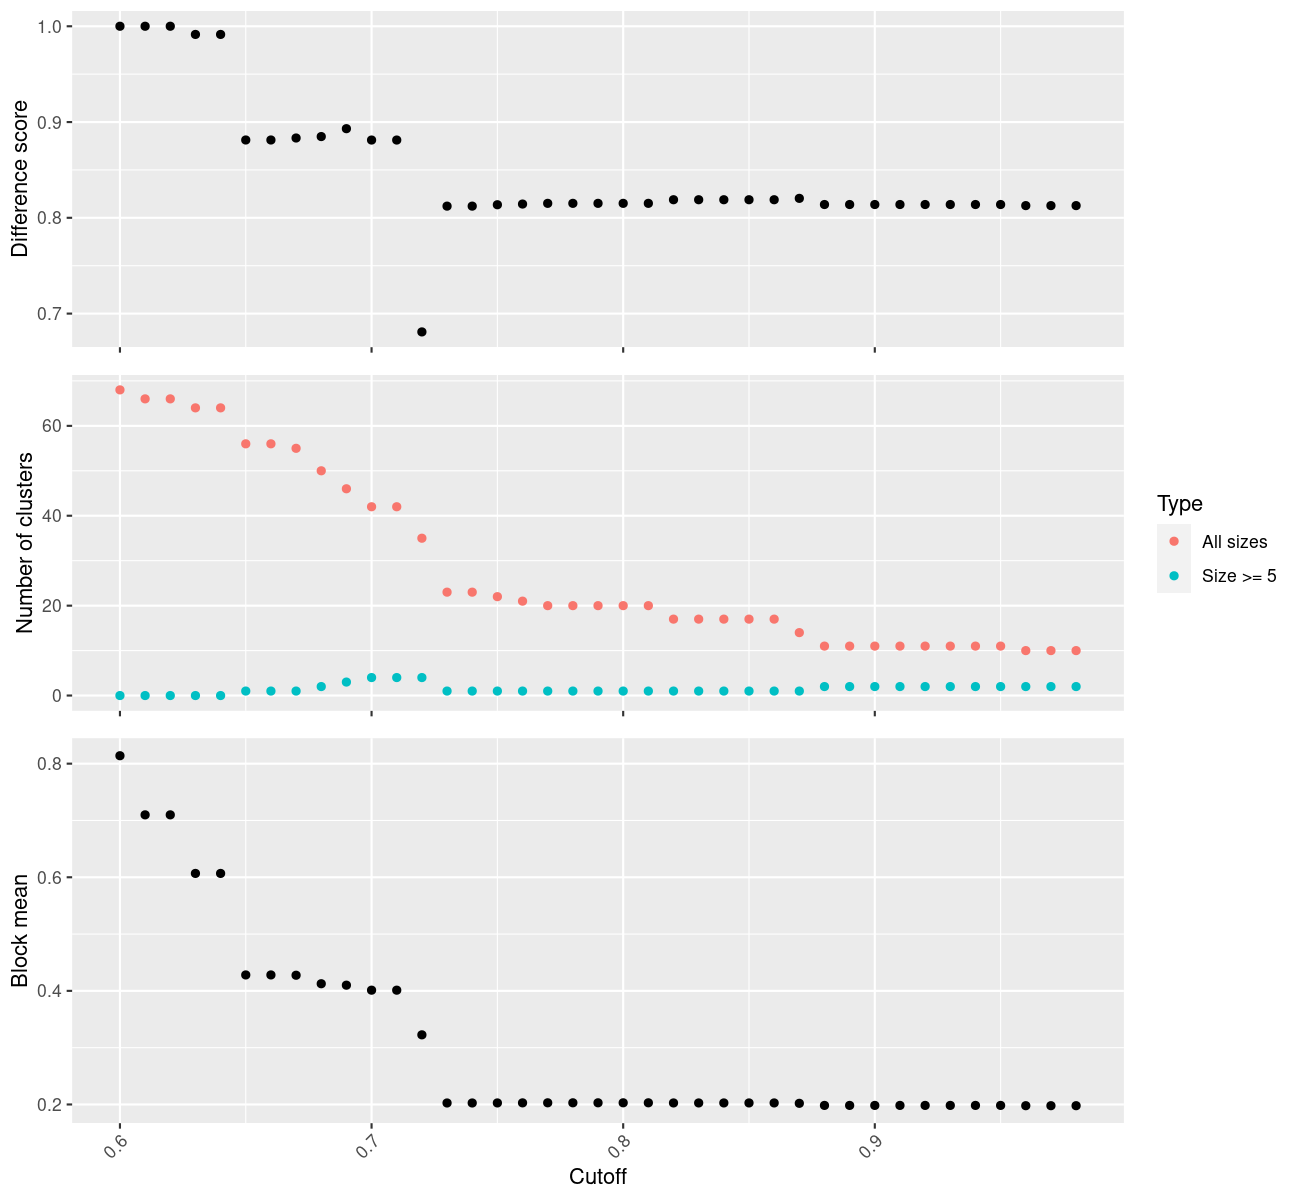 Difference score
1.0
0.9
0.8
0.7
Number of clusters
60
40
20
0
Type
All sizes
Size >= 5
Block mean
0.8
0.6
0.4
0.2
0.6
0.7
0.8
0.9
Cutoff